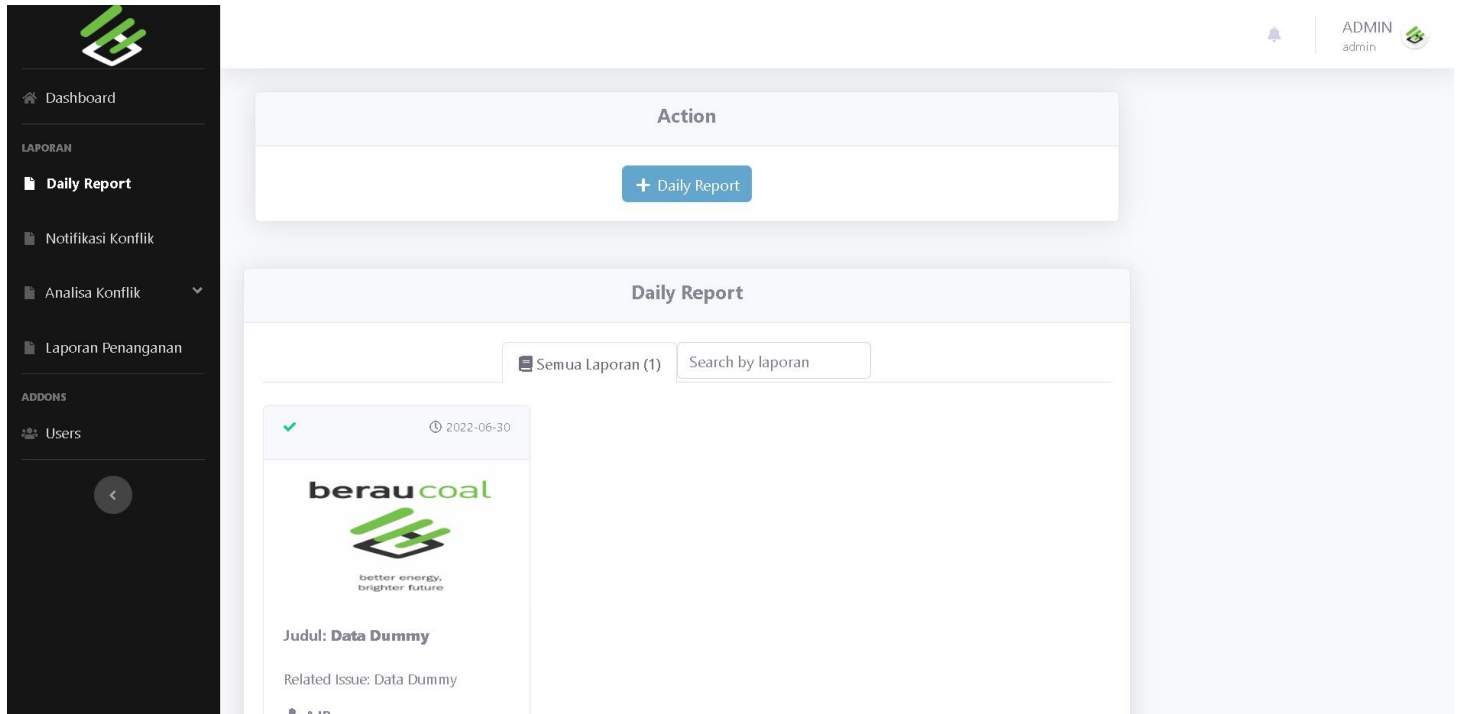 ADMIN
admin
Dashboard
LAPORAN
Daily Report
Notifikasi Konflik
Analisa Konflik
Laporan Penanganan
ADDONS
Users
Action
+ Daily Report
Daily Report
Semua Laporan (1)
Search by laporan
2022-06-30
beraucoal
better energy,
brighter future
Judul: Data Dummy
Related Issue: Data Dummy